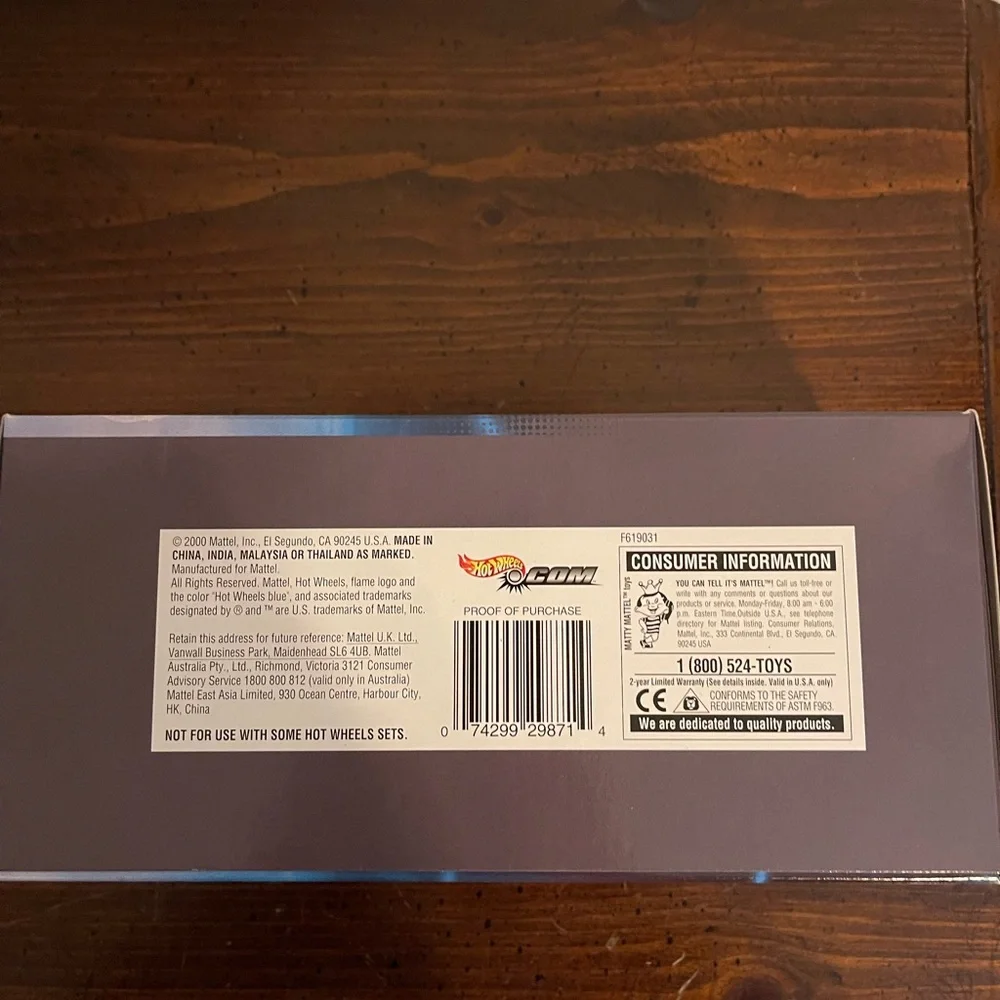 © 2000 Mattel, Inc., El Segundo, CA 90245 U.S.A. MADE IN
CHINA, INDIA, MALAYSIA OR THAILAND AS MARKED.
Manufactured for Mattel.
All Rights Reserved. Mattel, Hot Wheels, flame logo and
the color 'Hot Wheels blue', and associated trademarks
designated by ® and ™ are U.S. trademarks of Mattel, Inc.
Retain this address for future reference: Mattel U.K. Ltd.,
Vanwall Business Park, Maidenhead SL6 4UB. Mattel
Australia Pty., Ltd., Richmond, Victoria 3121 Consumer
Advisory Service 1800 800 812 (valid only in Australia)
Mattel East Asia Limited, 930 Ocean Centre, Harbour City,
HK, China
NOT FOR USE WITH SOME HOT WHEELS SETS.
HOT WHEELS
.COM
PROOF OF PURCHASE
0 74299 29871 4
F619031
CONSUMER INFORMATION
MATTY MATTEL™ toys
YOU CAN TELL IT'S MATTEL™! Call us toll-free or
write with any comments or questions about our
products or service, Monday-Friday, 8:00 am - 6:00
p.m. Eastern Time.Outside U.S.A., see telephone
directory for Mattel listing. Consumer Relations,
Mattel, Inc., 333 Continental Blvd., El Segundo, CA
90245 USA
1 (800) 524-TOYS
2-year Limited Warranty (See details inside. Valid in U.S.A. only)
CE
CONFORMS TO THE SAFETY
REQUIREMENTS OF ASTM F963.
We are dedicated to quality products.